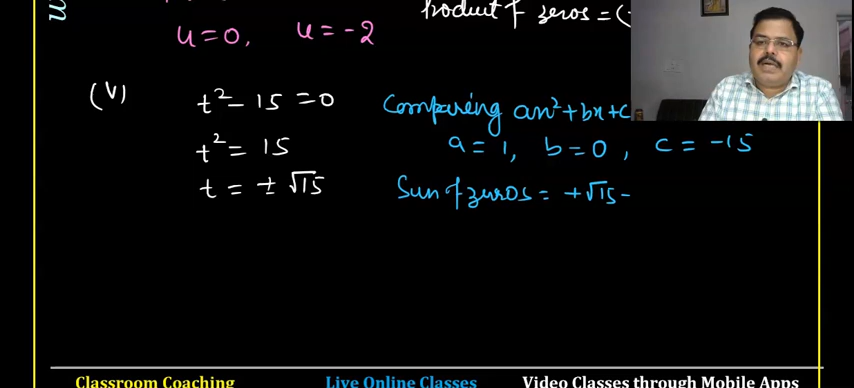 Product of zeros = (-
u = 0, u = -2
(V) t² - 15 = 0 Comparing ax² + bx + c
t² = 15 a = 1, b = 0, c = -15
t = ± √15 Sum of zeros = +√15 -
Classroom Coaching Live Online Classes Video Classes through Mobile Apps